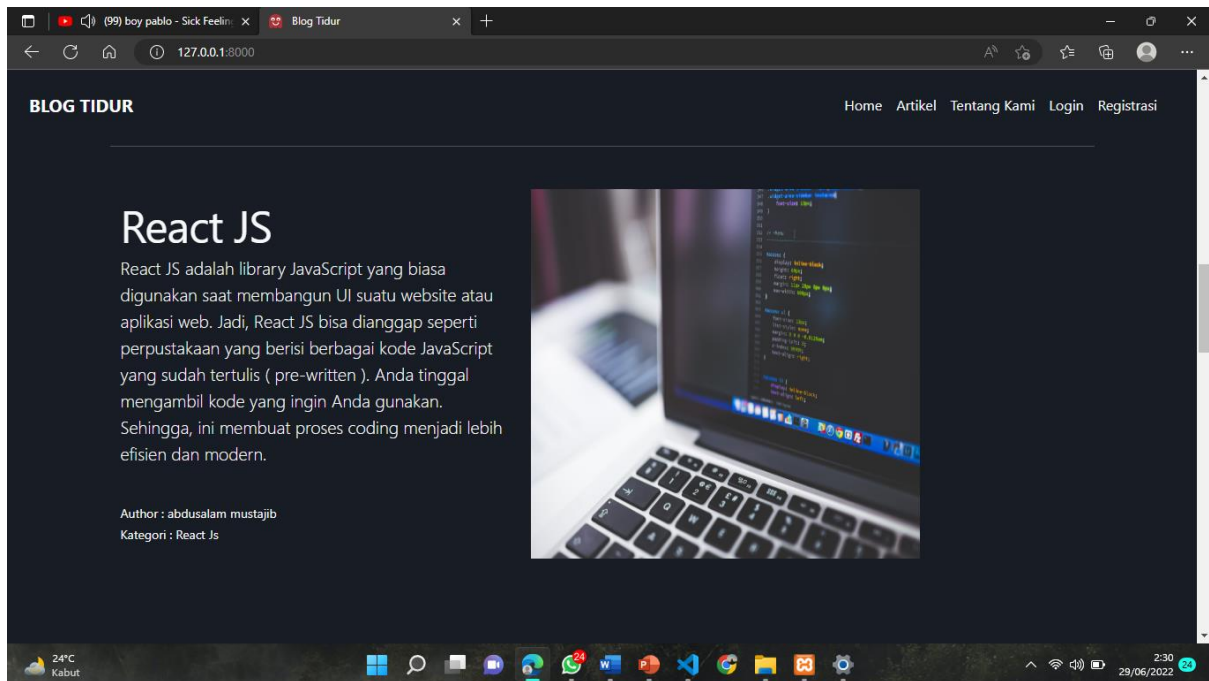 (99) boy pablo - Sick Feelin
Blog Tidur
127.0.0.1:8000
BLOG TIDUR
Home Artikel Tentang Kami Login Registrasi
React JS
React JS adalah library JavaScript yang biasa
digunakan saat membangun UI suatu website atau
aplikasi web. Jadi, React JS bisa dianggap seperti
perpustakaan yang berisi berbagai kode JavaScript
yang sudah tertulis ( pre-written ). Anda tinggal
mengambil kode yang ingin Anda gunakan.
Sehingga, ini membuat proses coding menjadi lebih
efisien dan modern.
Author : abdusalam mustajib
Kategori : React Js
24°C
Kabut
24
2:30
29/06/2022
24